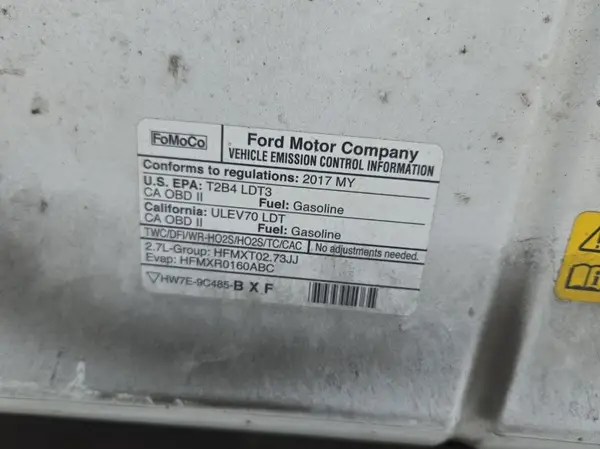 FoMoCo
Ford Motor Company
VEHICLE EMISSION CONTROL INFORMATION
Conforms to regulations: 2017 MY
U.S. EPA: T2B4 LDT3
CA OBD II Fuel: Gasoline
California: ULEV70 LDT
CA OBD II Fuel: Gasoline
TWC/DFI/WR-HO2S/HO2S/TC/CAC No adjustments needed.
2.7L-Group: HFMXT02.73JJ
Evap: HFMXR0160ABC
HW7E-9C485-B X F